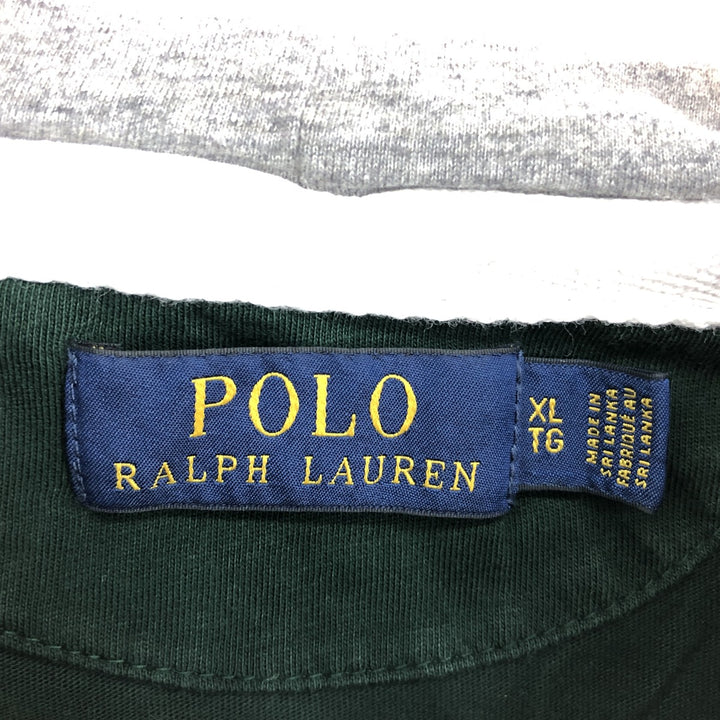 POLO
RALPH LAUREN
XL
TG
MADE IN
SRI LANKA
FABRIQUÉ AU
SRI LANKA